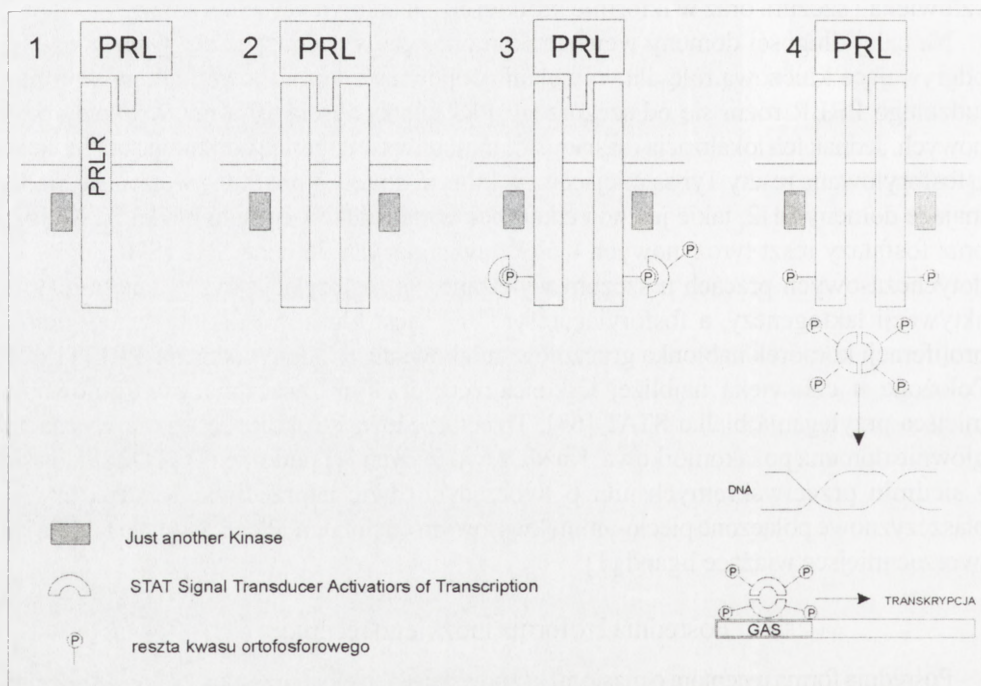 1 PRL 2 PRL 3 PRL 4 PRL
PRLR
P P P
P P
P P
P P
DNA
Just another Kinase
STAT Signal Transducer Activations of Transcription
P P
P P
TRANSKRYPCJA
GAS
P
reszta kwasu ortofosforowego